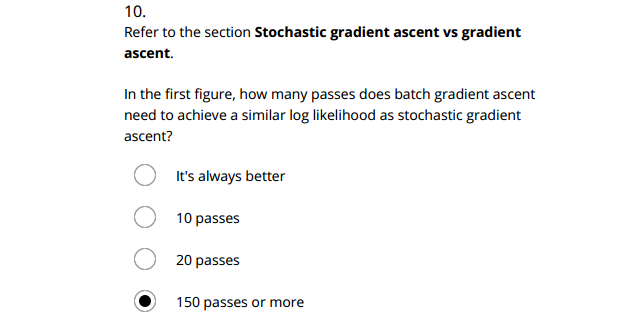 10.
Refer to the section Stochastic gradient ascent vs gradient
ascent.
In the first figure, how many passes does batch gradient ascent
need to achieve a similar log likelihood as stochastic gradient
ascent?
It's always better
10 passes
20 passes
150 passes or more